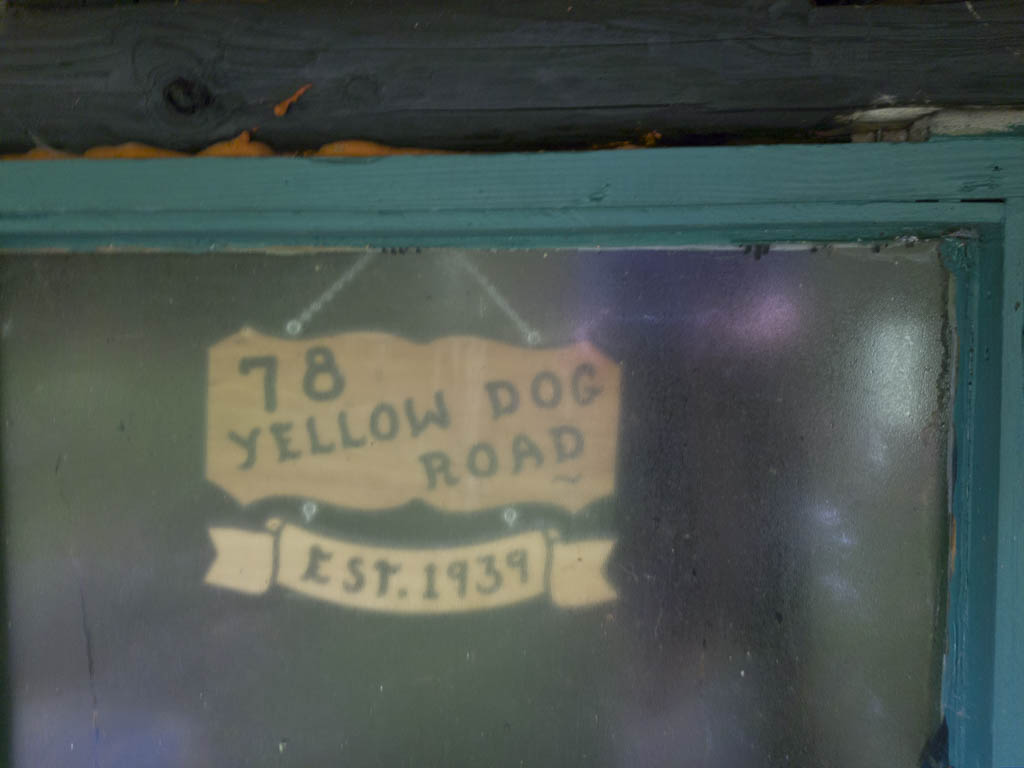 78
YELLOW DOG
ROAD
EST. 1939